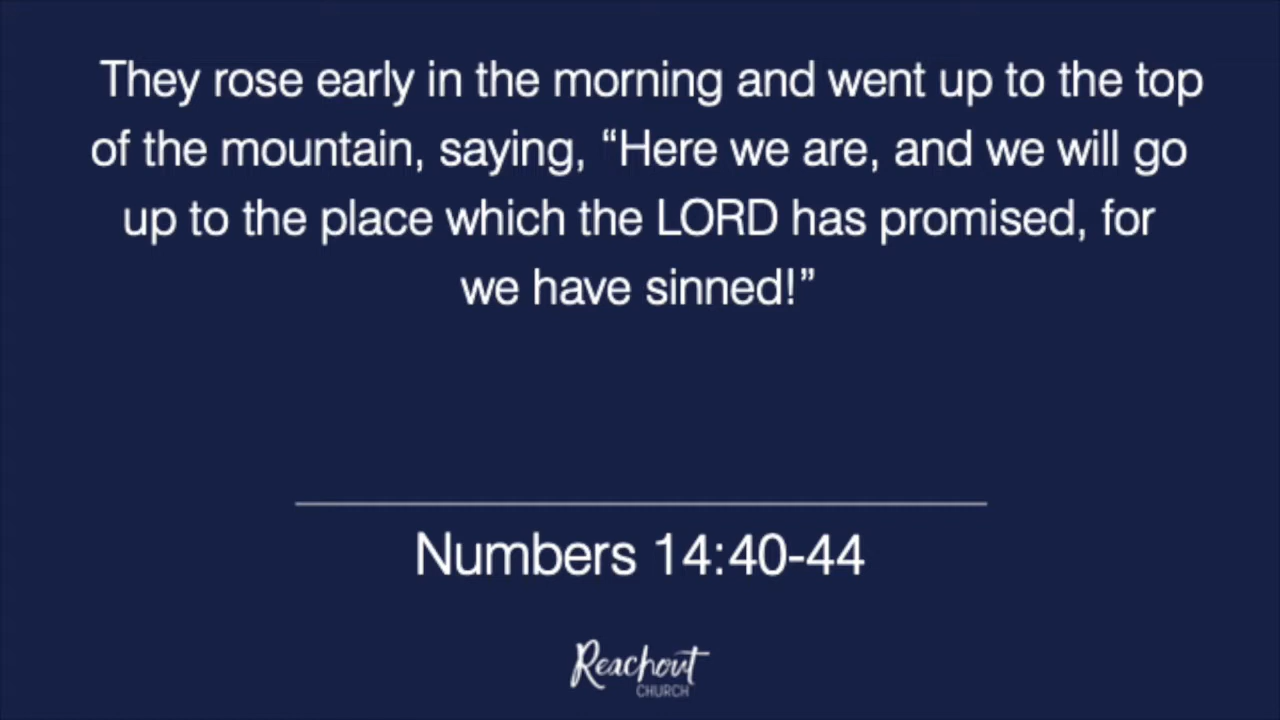 They rose early in the morning and went up to the top
of the mountain, saying, “Here we are, and we will go
up to the place which the LORD has promised, for
we have sinned!”
Numbers 14:40-44
Reachout
CHURCH